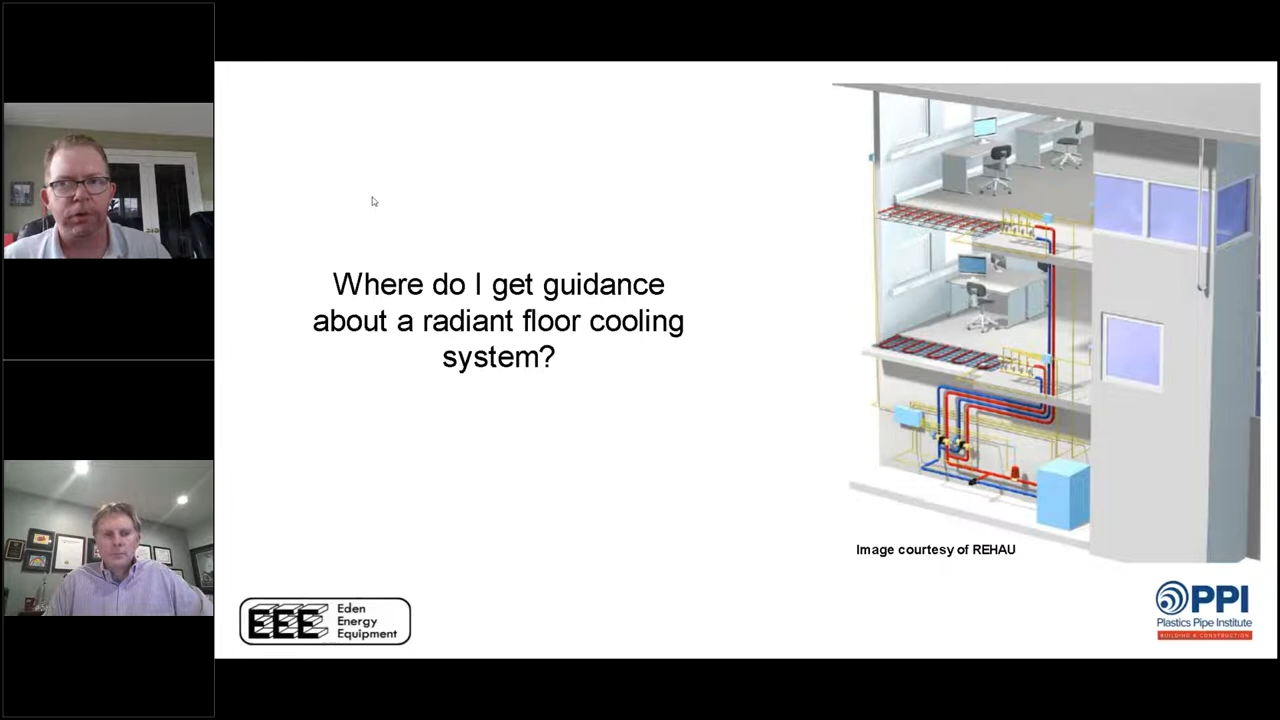 Where do I get guidance
about a radiant floor cooling
system?
Image courtesy of REHAU
EEE
Eden
Energy
Equipment
PPI
Plastics Pipe Institute
BUILDING & CONSTRUCTION